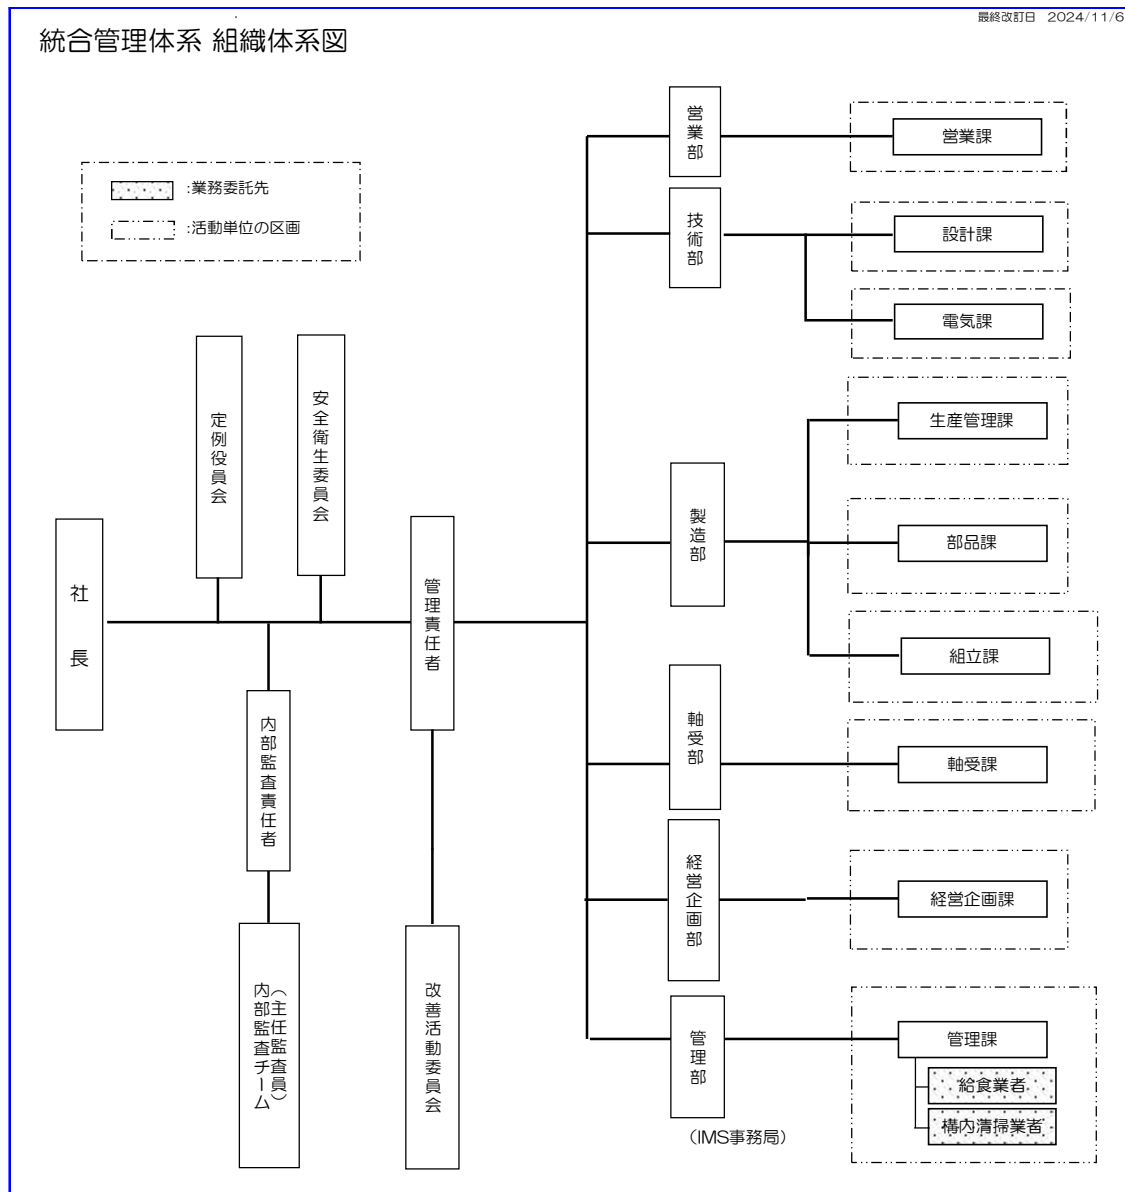 最終改訂日 2024/11/6
統合管理体系 組織体系図
:業務委託先
:活動単位の区画
社長
定例役員会
安全衛生委員会
管理責任者
内部監査責任者
内部監査チーム
（主任監査員）
改善活動委員会
営業部
営業課
技術部
設計課
電気課
製造部
生産管理課
部品課
組立課
軸受部
軸受課
経営企画部
経営企画課
管理部
（IMS事務局）
管理課
給食業者
構内清掃業者